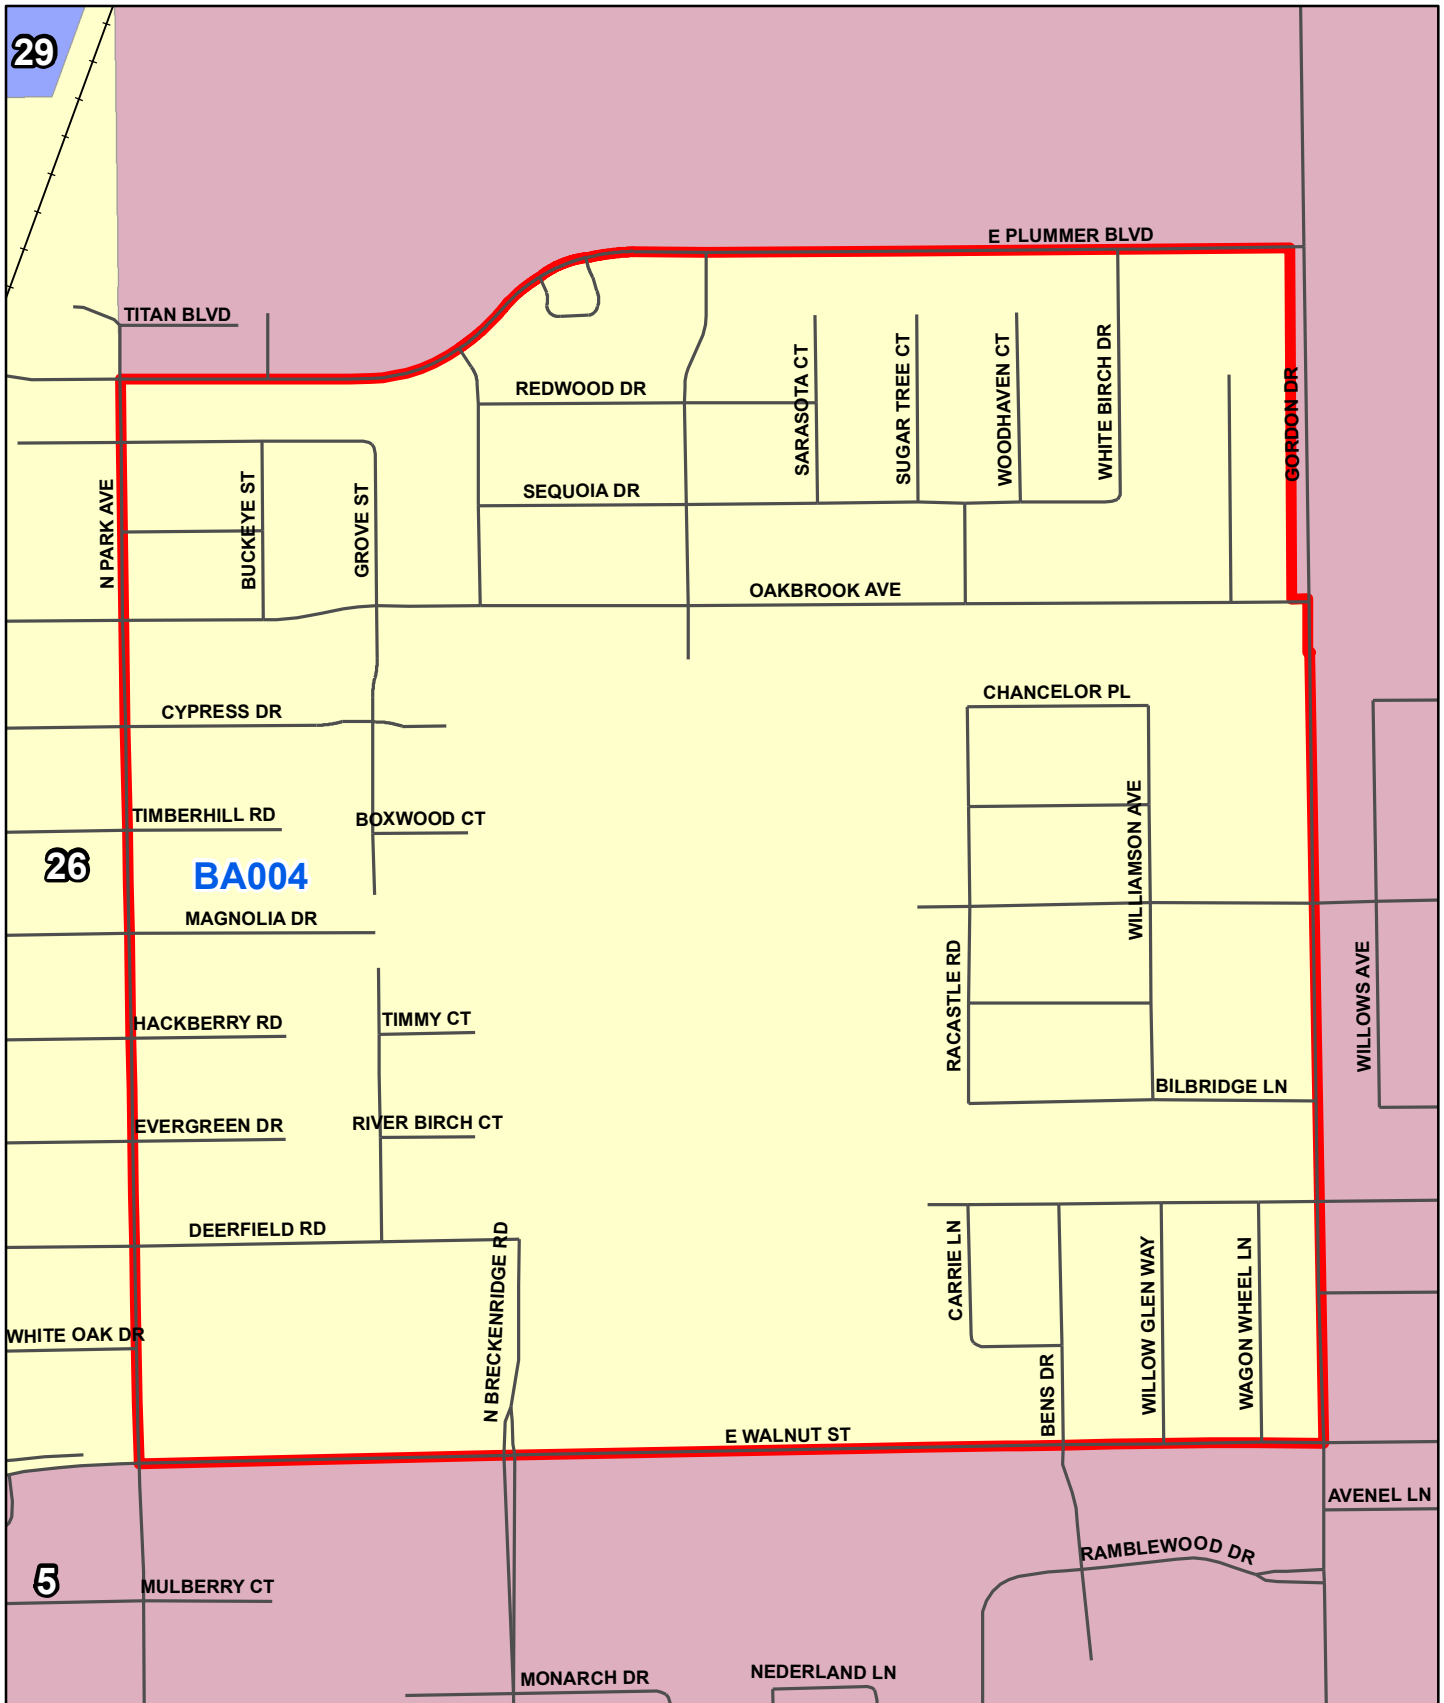 29
E PLUMMER BLVD
TITAN BLVD
GORDON DR
REDWOOD DR
SARASOTA CT
SUGAR TREE CT
WOODHAVEN CT
WHITE BIRCH DR
N PARK AVE
BUCKEYE ST
GROVE ST
SEQUOIA DR
OAKBROOK AVE
CHANCELOR PL
CYPRESS DR
TIMBERHILL RD
BOXWOOD CT
WILLIAMSON AVE
26
BA004
MAGNOLIA DR
RACASTLE RD
WILLOWS AVE
HACKBERRY RD
TIMMY CT
BILBRIDGE LN
EVERGREEN DR
RIVER BIRCH CT
DEERFIELD RD
N BRECKENRIDGE RD
CARRIE LN
WILLOW GLEN WAY
WAGON WHEEL LN
WHITE OAK DR
BENS DR
E WALNUT ST
AVENEL LN
RAMBLEWOOD DR
5
MULBERRY CT
MONARCH DR
NEDERLAND LN